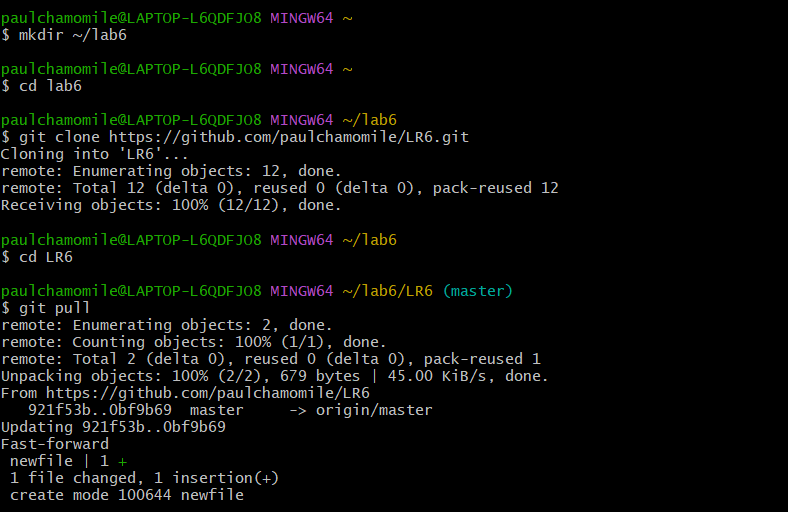 paulchamomile@LAPTOP-L6QDFJO8 MINGW64 ~
$ mkdir ~/lab6
paulchamomile@LAPTOP-L6QDFJO8 MINGW64 ~
$ cd lab6
paulchamomile@LAPTOP-L6QDFJO8 MINGW64 ~/lab6
$ git clone https://github.com/paulchamomile/LR6.git
Cloning into 'LR6'...
remote: Enumerating objects: 12, done.
remote: Total 12 (delta 0), reused 0 (delta 0), pack-reused 12
Receiving objects: 100% (12/12), done.
paulchamomile@LAPTOP-L6QDFJO8 MINGW64 ~/lab6
$ cd LR6
paulchamomile@LAPTOP-L6QDFJO8 MINGW64 ~/lab6/LR6 (master)
$ git pull
remote: Enumerating objects: 2, done.
remote: Counting objects: 100% (1/1), done.
remote: Total 2 (delta 0), reused 0 (delta 0), pack-reused 1
Unpacking objects: 100% (2/2), 679 bytes | 45.00 KiB/s, done.
From https://github.com/paulchamomile/LR6
   921f53b..0bf9b69  master     -> origin/master
Updating 921f53b..0bf9b69
Fast-forward
 newfile | 1 +
 1 file changed, 1 insertion(+)
 create mode 100644 newfile